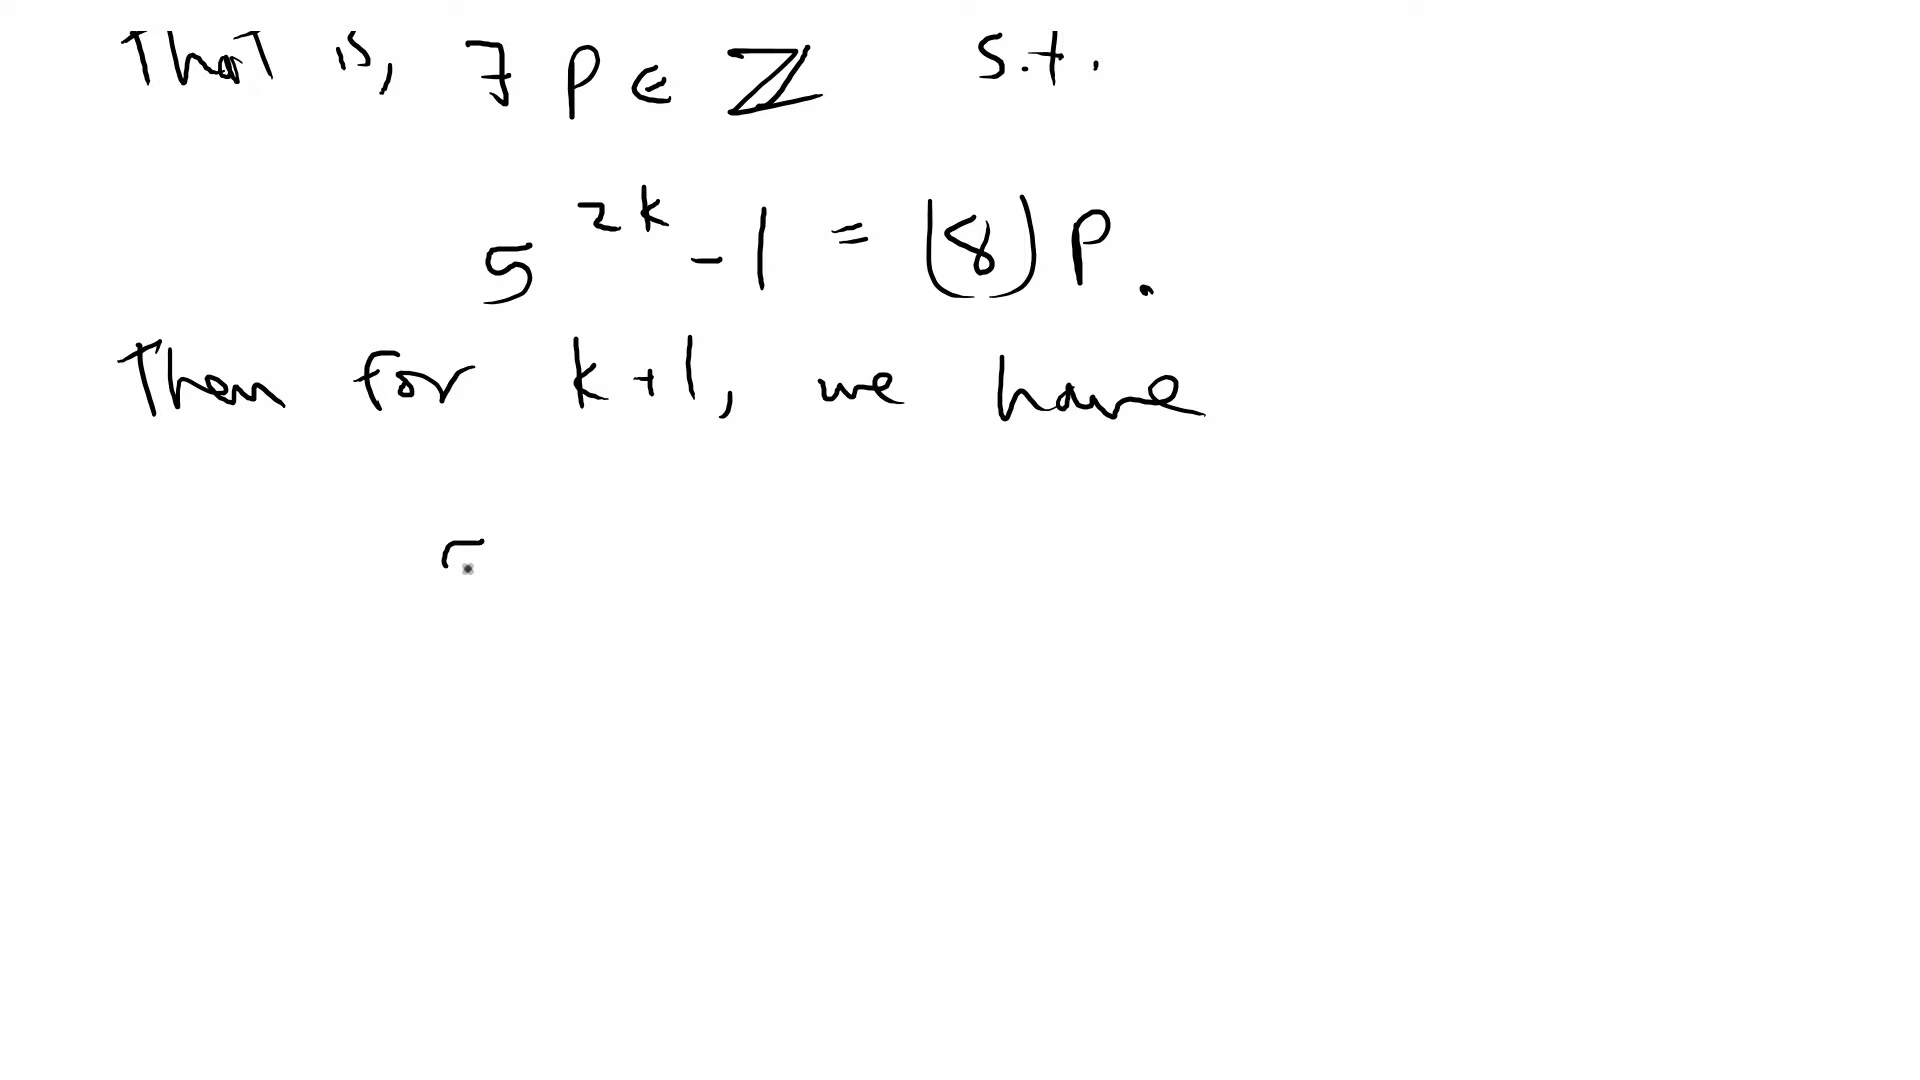 That is, ∃ P ∈ ℤ s.t.
5^{2k} - 1 = (8) P.
Then for k+1, we have